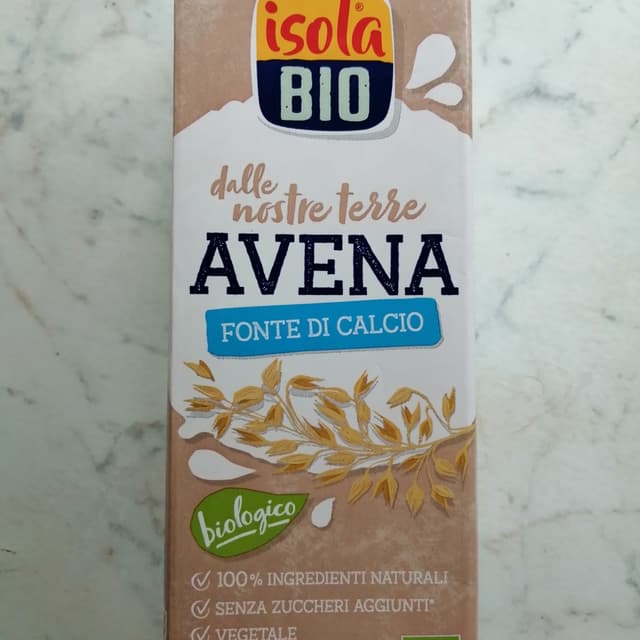 isola®
BIO
dalle
nostre terre
AVENA
FONTE DI CALCIO
biologico
100% INGREDIENTI NATURALI
SENZA ZUCCHERI AGGIUNTI*
VEGETALE